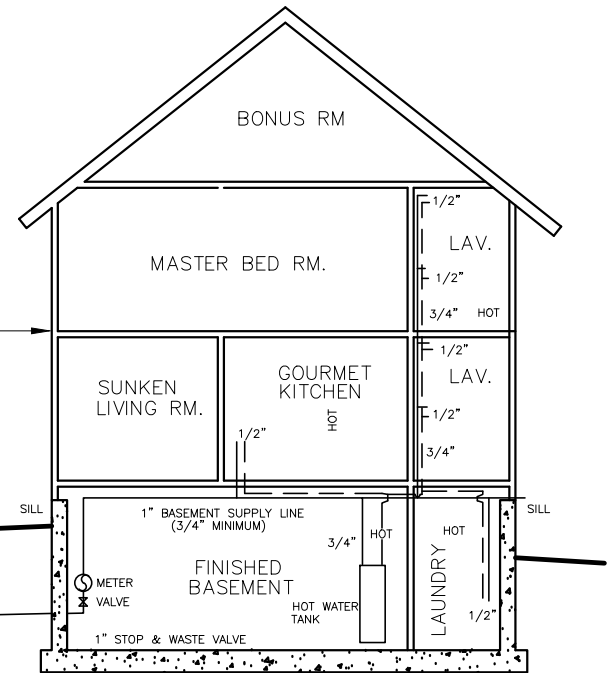 BONUS RM
1/2"
LAV.
MASTER BED RM.
1/2"
3/4" HOT
1/2"
GOURMET
KITCHEN
LAV.
SUNKEN
LIVING RM.
HOT
1/2"
1/2"
3/4"
SILL
1" BASEMENT SUPPLY LINE
(3/4" MINIMUM)
SILL
3/4"
HOT
HOT
FINISHED
BASEMENT
METER
VALVE
HOT WATER
TANK
LAUNDRY
1/2"
1" STOP & WASTE VALVE